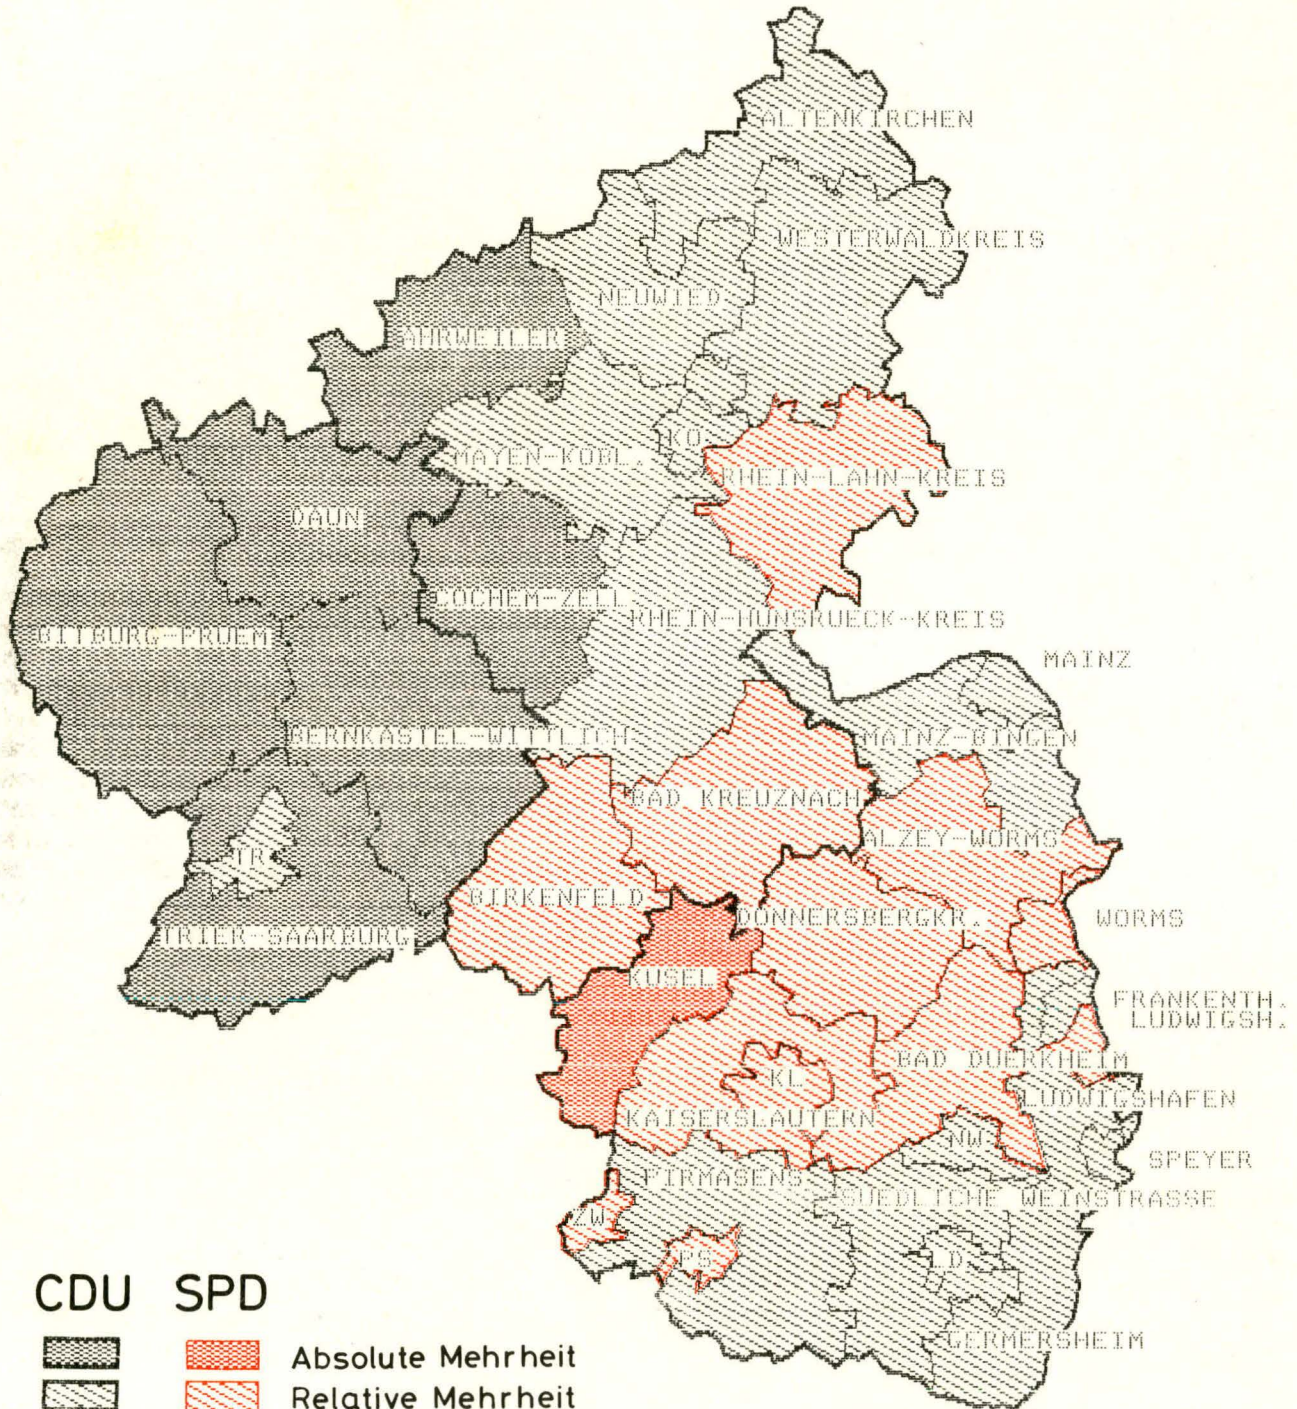 ALTENKIRCHEN
WESTERWALDKREIS
NEUWIED
AHRWEILER
KO
MAYEN-KOBL.
RHEIN-LAHN-KREIS
DAUN
COCHEM-ZELL
RHEIN-HUNSRUECK-KREIS
BITBURG-PRUEM
MAINZ
BERNKASTEL-WITTLICH
MAINZ-BINGEN
BAD KREUZNACH
ALZEY-WORMS
TR
BIRKENFELD
DONNERSBERGKR.
WORMS
TRIER-SAARBURG
KUSEL
FRANKENTH.
LUDWIGSH.
BAD DUERKHEIM
KL
LUDWIGSHAFEN
KAISERSLAUTERN
NW
SPEYER
PIRMASENS
SUEDLICHE WEINSTRASSE
ZW
PS
LD
GERMERSHEIM
CDU SPD
Absolute Mehrheit
Relative Mehrheit